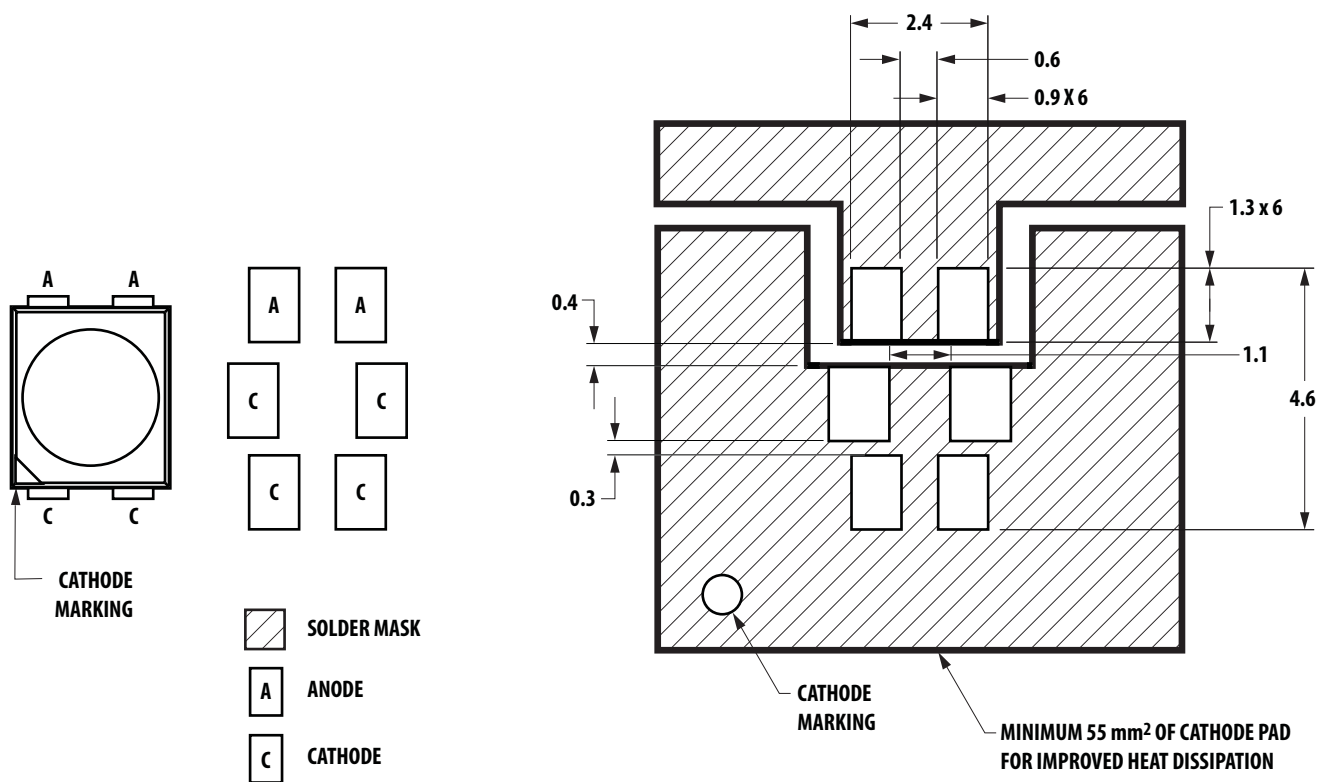 A
A
C
C
CATHODE
MARKING
A
A
C
C
C
C
SOLDER MASK
A
ANODE
C
CATHODE
2.4
0.6
0.9 X 6
1.3 x 6
0.4
1.1
4.6
0.3
CATHODE
MARKING
MINIMUM 55 mm² OF CATHODE PAD
FOR IMPROVED HEAT DISSIPATION